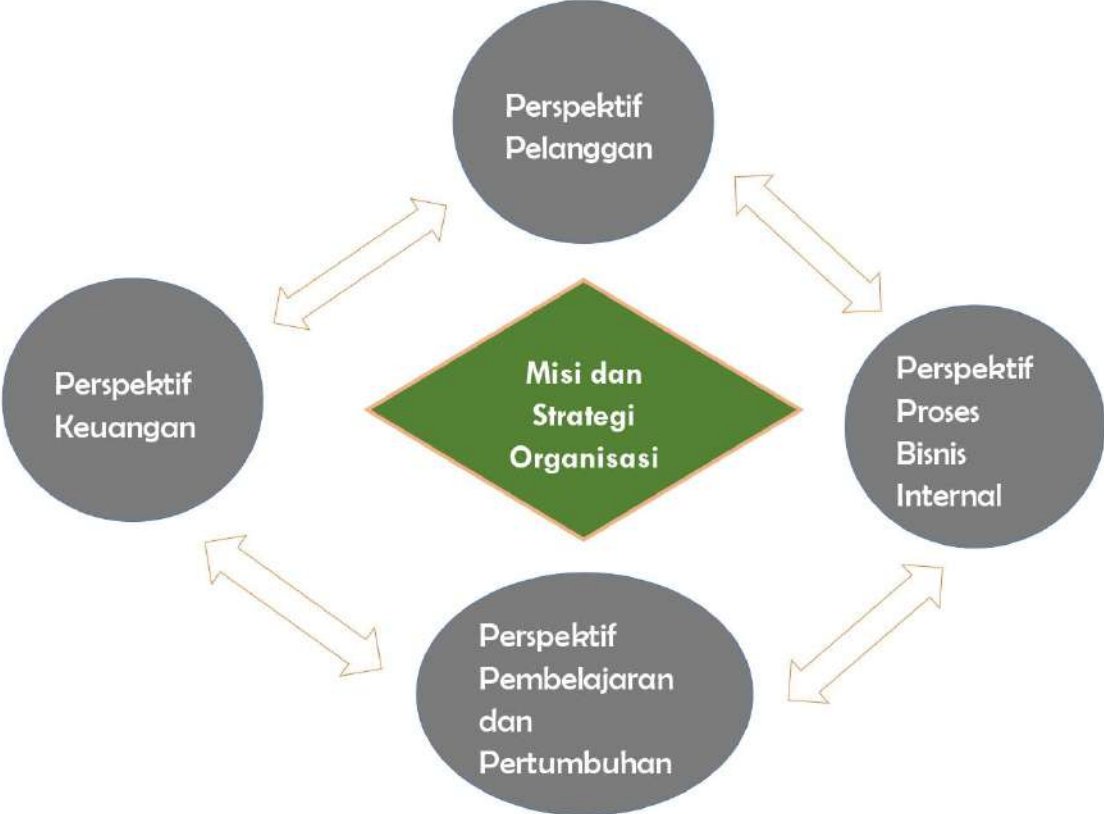 Perspektif
Pelanggan
Perspektif
Keuangan
Misi dan
Strategi
Organisasi
Perspektif
Proses
Bisnis
Internal
Perspektif
Pembelajaran
dan
Pertumbuhan